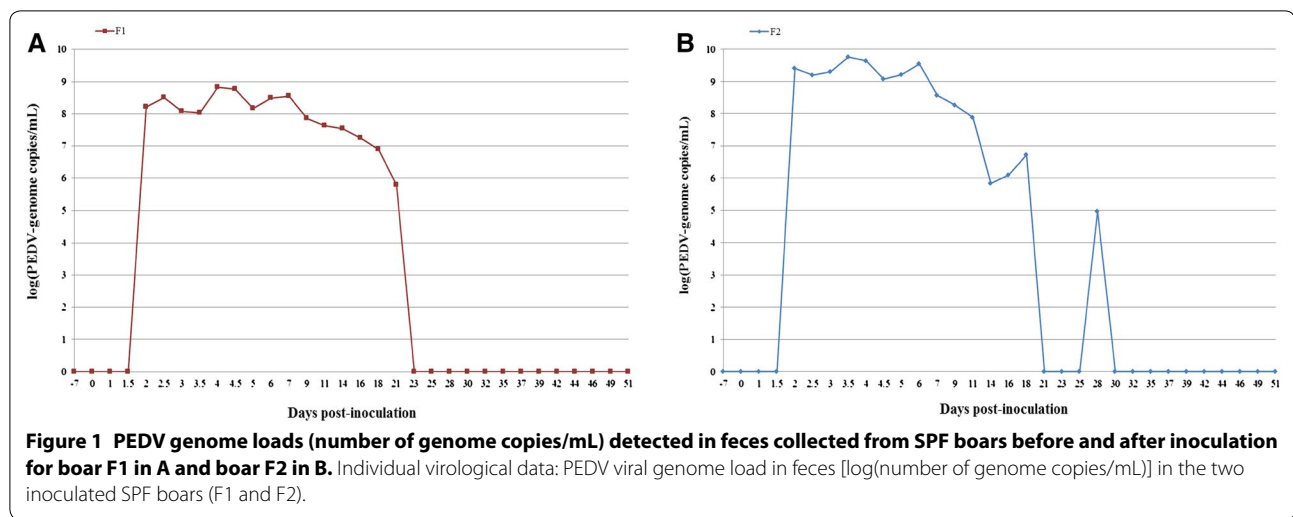 A
F1
10
9
8
7
6
5
4
3
2
1
0
log(PEDV-genome copies/mL)
-7 0 1 1.5 2 2.5 3 3.5 4 4.5 5 6 7 9 11 14 16 18 21 23 25 28 30 32 35 37 39 42 44 46 49 51
Days post-inoculation
B
F2
10
9
8
7
6
5
4
3
2
1
0
log(PEDV-genome copies/mL)
-7 0 1 1.5 2 2.5 3 3.5 4 4.5 5 6 7 9 11 14 16 18 21 23 25 28 30 32 35 37 39 42 44 46 49 51
Days post-inoculation
Figure 1 PEDV genome loads (number of genome copies/mL) detected in feces collected from SPF boars before and after inoculation
for boar F1 in A and boar F2 in B. Individual virological data: PEDV viral genome load in feces [log(number of genome copies/mL)] in the two
inoculated SPF boars (F1 and F2).